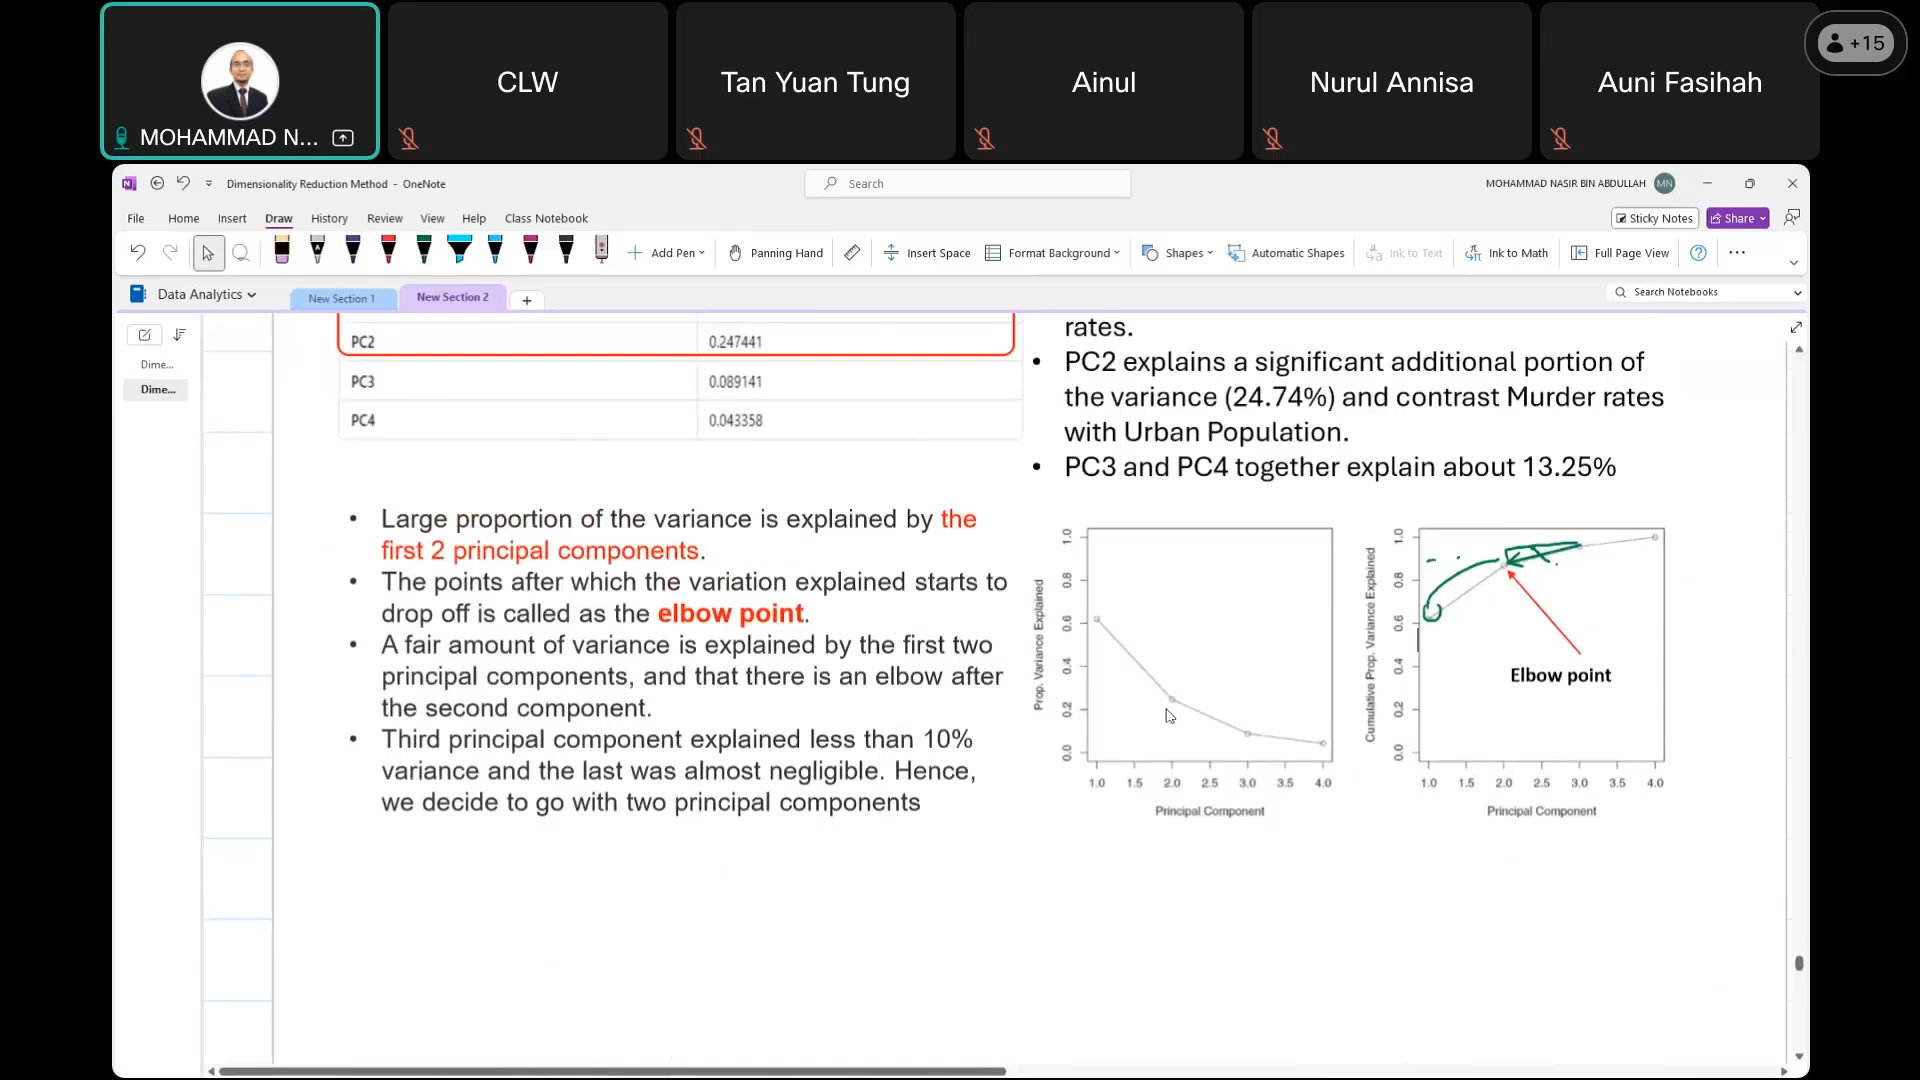 CLW
Tan Yuan Tung
Ainul
Nurul Annisa
Auni Fasihah
+15
MOHAMMAD N...
Dimensionality Reduction Method - OneNote
Search
MOHAMMAD NASIR BIN ABDULLAH
MN
File Home Insert Draw History Review View Help Class Notebook
Sticky Notes
Share
Add Pen
Panning Hand
Insert Space
Format Background
Shapes
Automatic Shapes
Ink to Text
Ink to Math
Full Page View
Data Analytics
New Section 1
New Section 2
+
Search Notebooks
Dime...
Dime...
PC2 0.247441
PC3 0.089141
PC4 0.043358
rates.
• PC2 explains a significant additional portion of
the variance (24.74%) and contrast Murder rates
with Urban Population.
• PC3 and PC4 together explain about 13.25%
• Large proportion of the variance is explained by the
first 2 principal components.
• The points after which the variation explained starts to
drop off is called as the elbow point.
• A fair amount of variance is explained by the first two
principal components, and that there is an elbow after
the second component.
• Third principal component explained less than 10%
variance and the last was almost negligible. Hence,
we decide to go with two principal components
Prop. Variance Explained
1.0
0.8
0.6
0.4
0.2
0.0
1.0 1.5 2.0 2.5 3.0 3.5 4.0
Principal Component
Cumulative Prop. Variance Explained
1.0
0.8
0.6
0.4
0.2
0.0
Elbow point
1.0 1.5 2.0 2.5 3.0 3.5 4.0
Principal Component